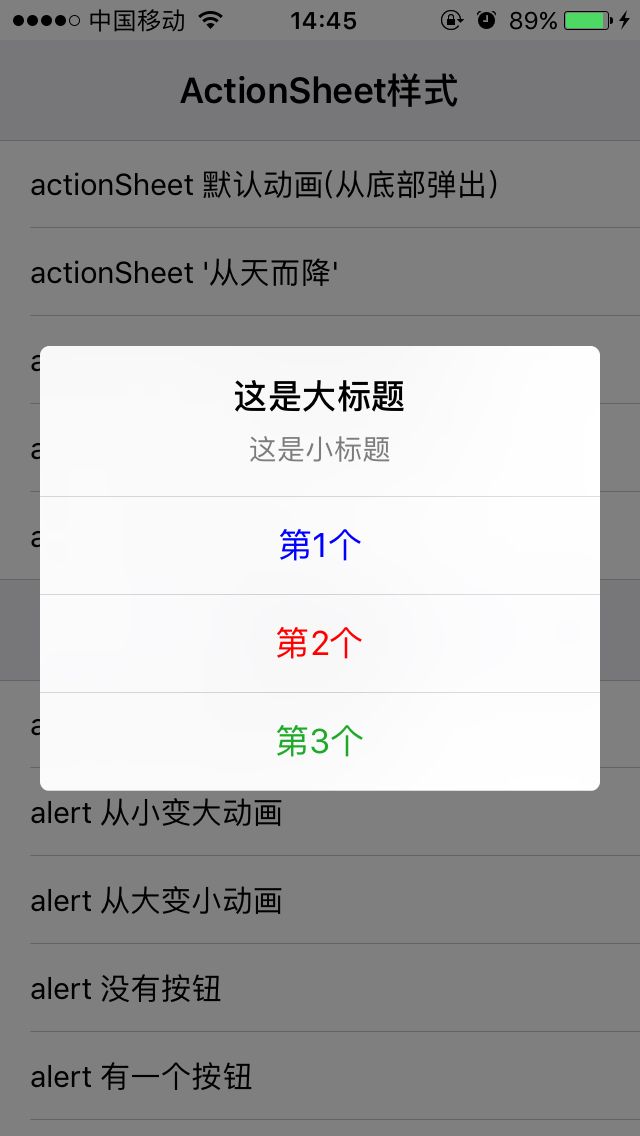 中国移动 14:45 89%
ActionSheet样式
actionSheet 默认动画(从底部弹出)
actionSheet '从天而降'
这是大标题
这是小标题
第1个
第2个
第3个
alert 从小变大动画
alert 从大变小动画
alert 没有按钮
alert 有一个按钮